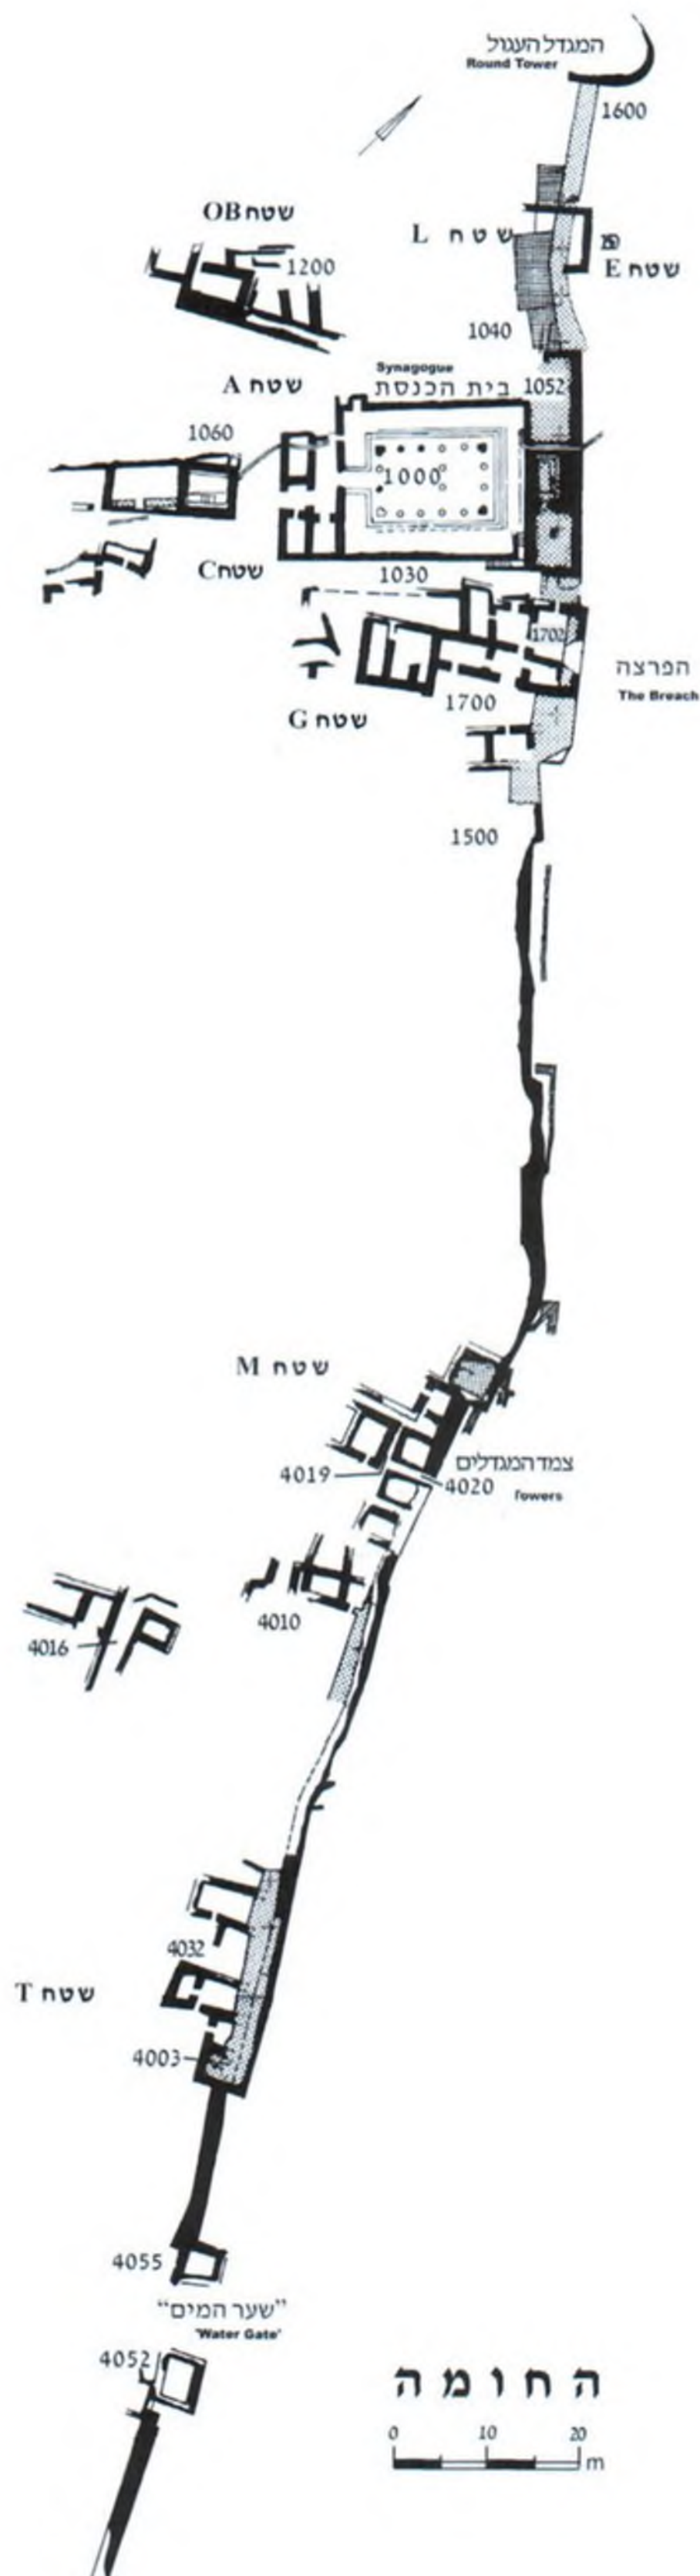 המגדל העגול
Round Tower
1600
שטח OB
שטח L
שטח E
1200
1040
Synagogue
שטח A
בית הכנסת
1052
1060
1000
שטח C
1030
1702
הפרצה
The Breach
1700
שטח G
1500
שטח M
צמד המגדלים
4019
4020
Towers
4010
4016
4032
שטח T
4003
4055
"שער המים"
'Water Gate'
4052
החומה
0 10 20
m